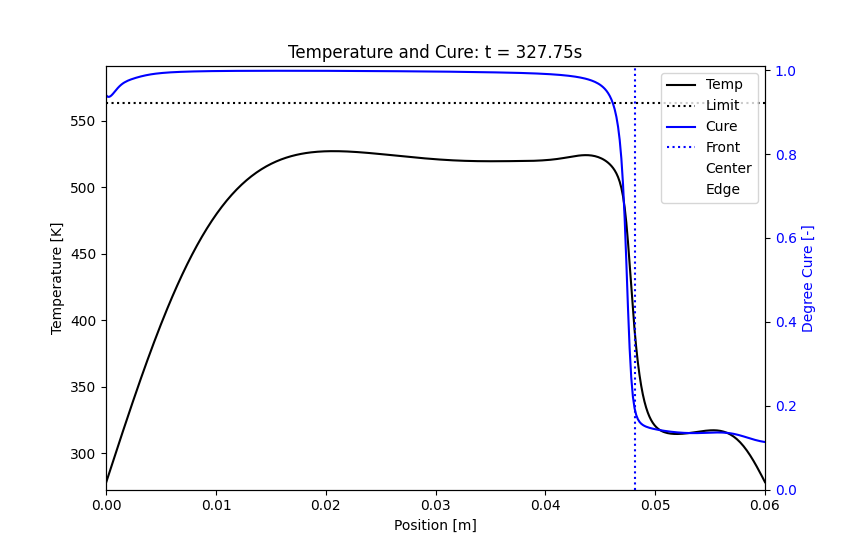 Temperature and Cure: t = 327.75s
Temp
Limit
Cure
Front
Center
Edge
Temperature [K]
550
500
450
400
350
300
Degree Cure [-]
1.0
0.8
0.6
0.4
0.2
0.0
0.00 0.01 0.02 0.03 0.04 0.05 0.06
Position [m]